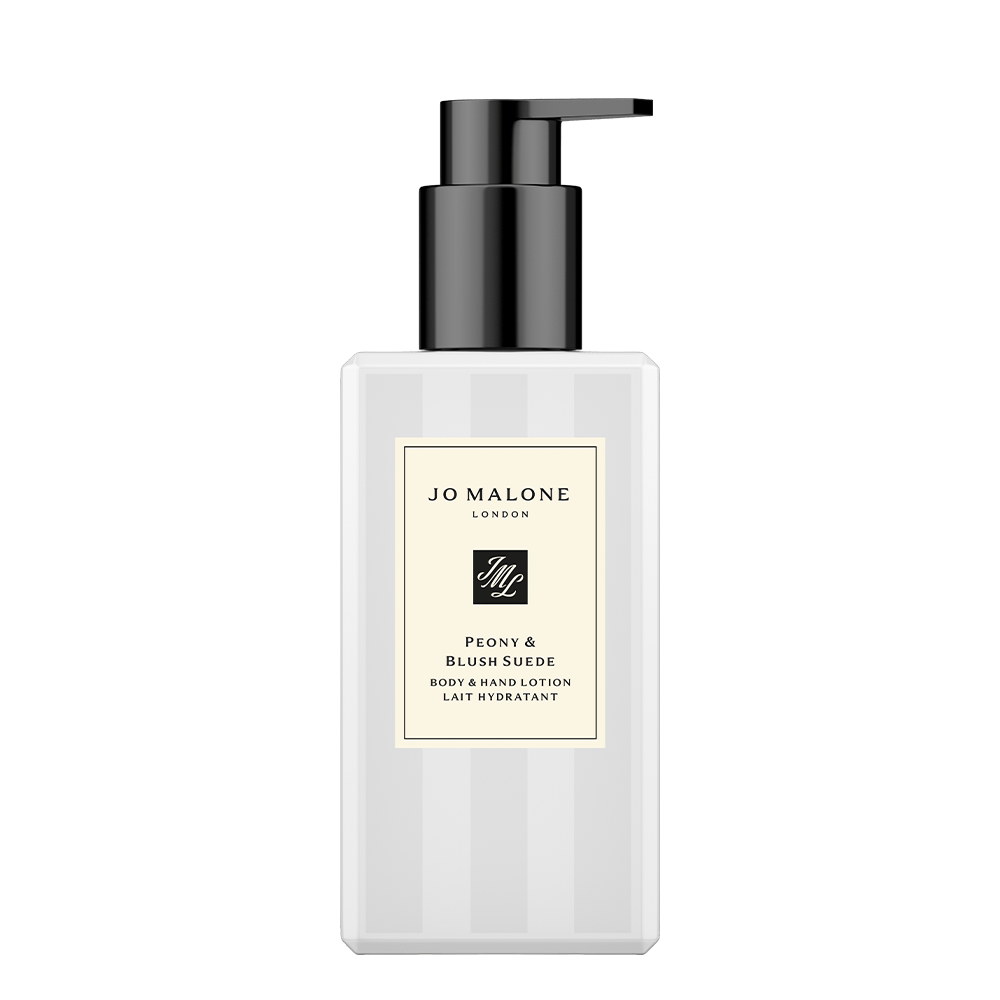 JO MALONE
LONDON
JML
PEONY &
BLUSH SUEDE
BODY & HAND LOTION
LAIT HYDRATANT